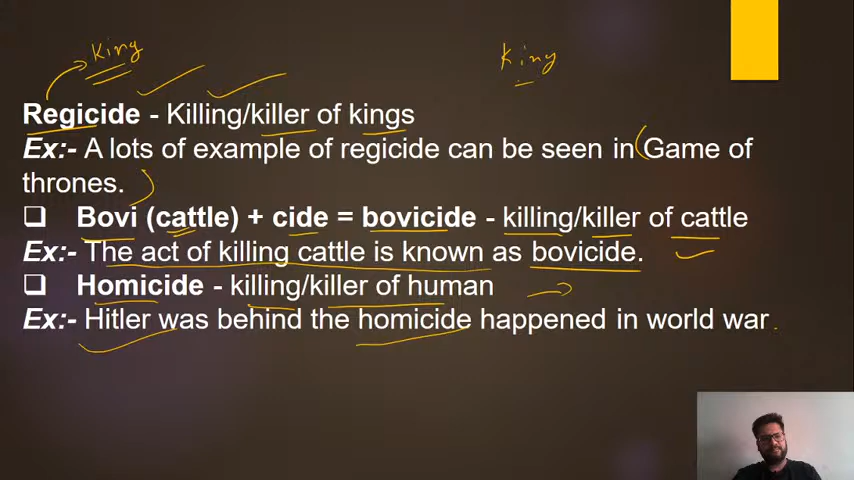 King
King
Regicide - Killing/killer of kings
Ex:- A lots of example of regicide can be seen in Game of
thrones.
Bovi (cattle) + cide = bovicide - killing/killer of cattle
Ex:- The act of killing cattle is known as bovicide.
Homicide - killing/killer of human
Ex:- Hitler was behind the homicide happened in world war.